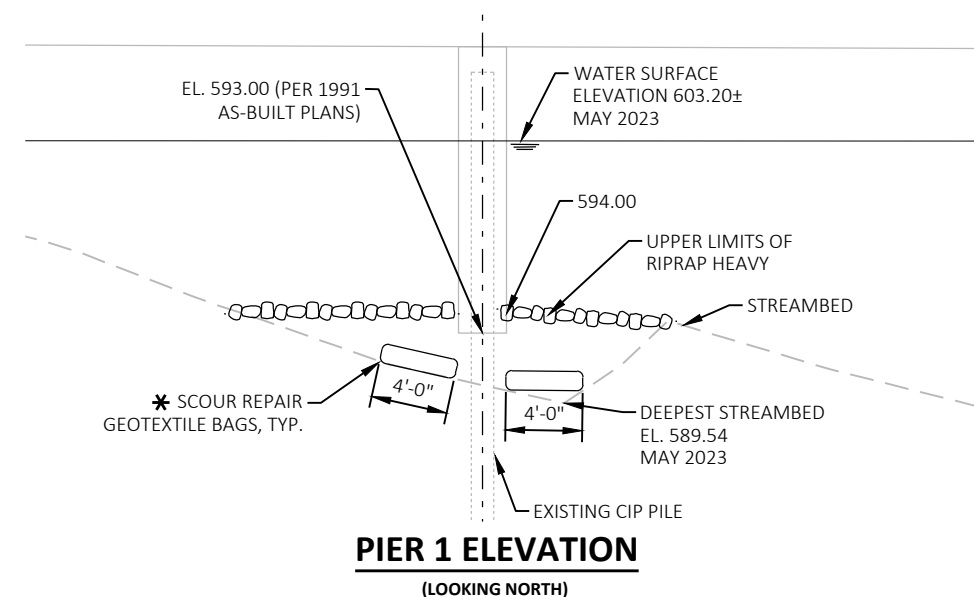 EL. 593.00 (PER 1991
AS-BUILT PLANS)
WATER SURFACE
ELEVATION 603.20±
MAY 2023
594.00
UPPER LIMITS OF
RIPRAP HEAVY
STREAMBED
* SCOUR REPAIR
GEOTEXTILE BAGS, TYP.
4'-0"
4'-0"
DEEPEST STREAMBED
EL. 589.54
MAY 2023
EXISTING CIP PILE
PIER 1 ELEVATION
(LOOKING NORTH)